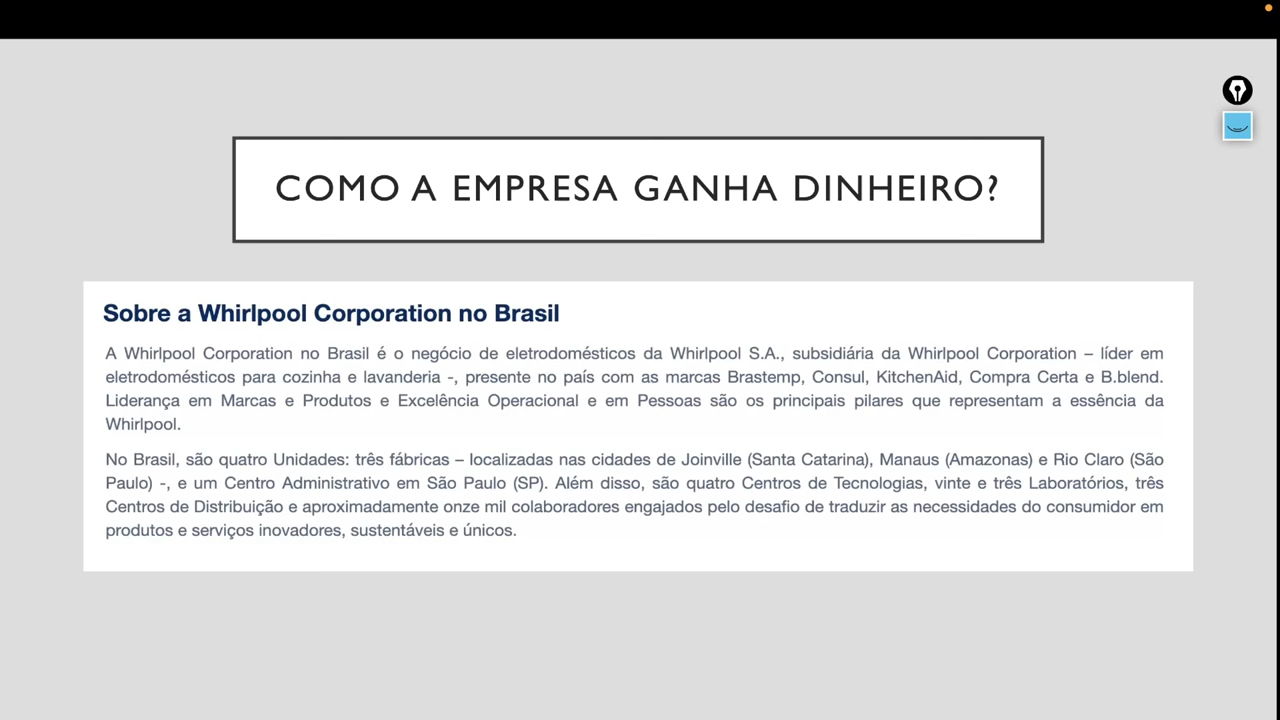 COMO A EMPRESA GANHA DINHEIRO?
Sobre a Whirlpool Corporation no Brasil
A Whirlpool Corporation no Brasil é o negócio de eletrodomésticos da Whirlpool S.A., subsidiária da Whirlpool Corporation – líder em
eletrodomésticos para cozinha e lavanderia -, presente no país com as marcas Brastemp, Consul, KitchenAid, Compra Certa e B.blend.
Liderança em Marcas e Produtos e Excelência Operacional e em Pessoas são os principais pilares que representam a essência da
Whirlpool.
No Brasil, são quatro Unidades: três fábricas – localizadas nas cidades de Joinville (Santa Catarina), Manaus (Amazonas) e Rio Claro (São
Paulo) -, e um Centro Administrativo em São Paulo (SP). Além disso, são quatro Centros de Tecnologias, vinte e três Laboratórios, três
Centros de Distribuição e aproximadamente onze mil colaboradores engajados pelo desafio de traduzir as necessidades do consumidor em
produtos e serviços inovadores, sustentáveis e únicos.